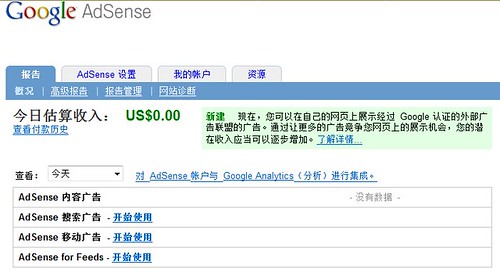 Google AdSense
报告 AdSense 设置 我的帐户 资源
概况 | 高级报告 | 报告管理 | 网站诊断
今日估算收入： US$0.00
查看付款历史
新建 现在，您可以在自己的网页上展示经过 Google 认证的外部广
告联盟的广告。通过让更多的广告竞争您网页上的展示机会，您的潜
在收入应当可以逐步增加。了解详情...
查看： 今天 对 AdSense 帐户与 Google Analytics（分析）进行集成。
AdSense 内容广告 - 没有数据 -
AdSense 搜索广告 - 开始使用
AdSense 移动广告 - 开始使用
AdSense for Feeds - 开始使用